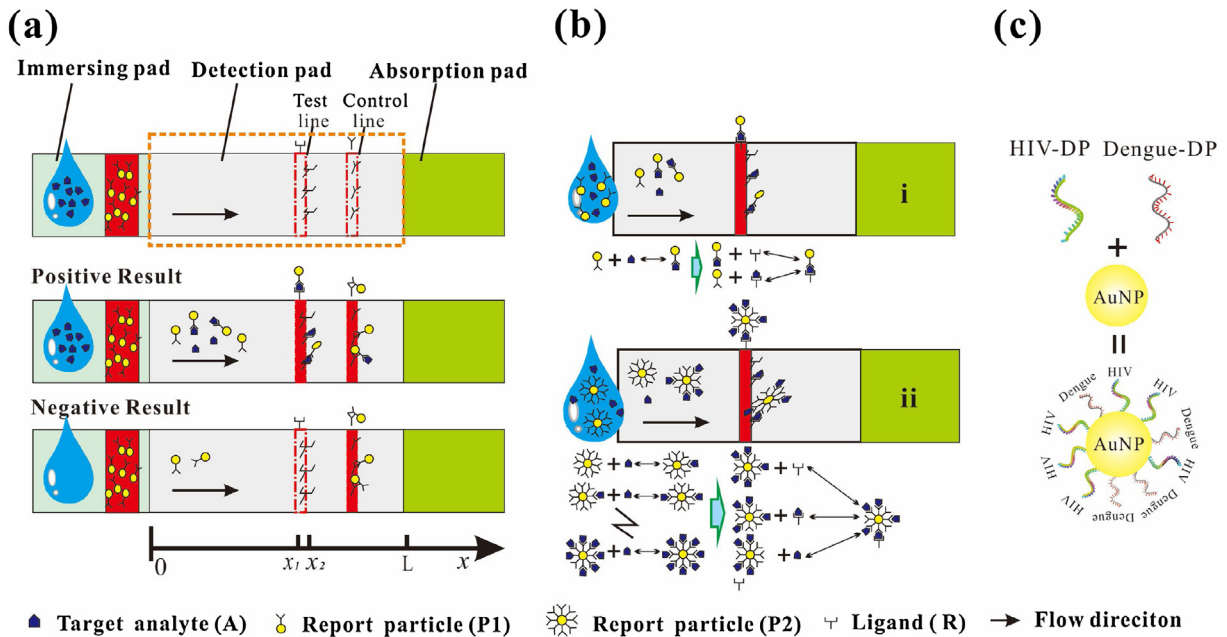 (a)
Immersing pad
Detection pad
Absorption pad
Test
line
Control
line
Positive Result
Negative Result
0
x1 x2
L
x
(b)
i
+
+
+
ii
+
+
+
+
+
+
(c)
HIV-DP Dengue-DP
+
AuNP
=
HIV
HIV
Dengue
HIV
Dengue
Dengue
HIV
HIV
HIV
Dengue
AuNP
Target analyte (A)
Report particle (P1)
Report particle (P2)
Ligand ( R)
Flow direciton